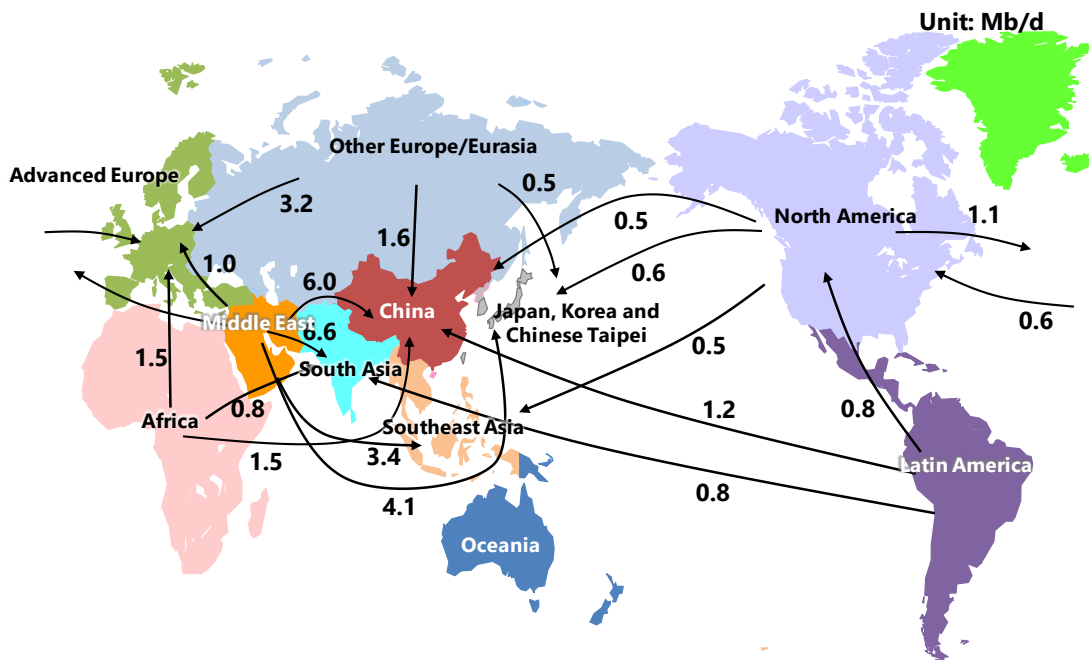 Unit: Mb/d
Other Europe/Eurasia
Advanced Europe
0.5
3.2
0.5
North America
1.1
1.6
1.0
6.0
0.6
China
Japan, Korea and
Chinese Taipei
Middle East
6.6
0.6
0.5
1.5
South Asia
0.8
Africa
1.2
0.8
Southeast Asia
1.5
3.4
Latin America
4.1
0.8
Oceania